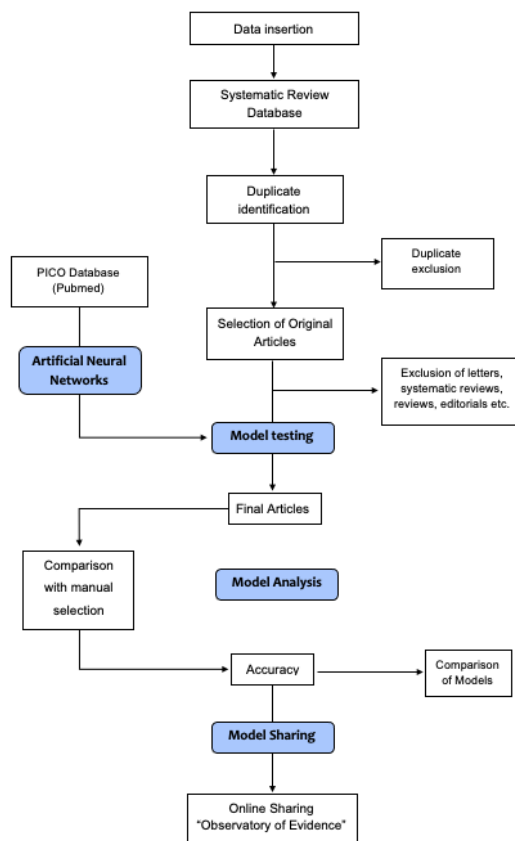 Data insertion
Systematic Review
Database
Duplicate
identification
Duplicate
exclusion
PICO Database
(Pubmed)
Selection of Original
Articles
Artificial Neural
Networks
Exclusion of letters,
systematic reviews,
reviews, editorials etc.
Model testing
Final Articles
Comparison
with manual
selection
Model Analysis
Accuracy
Comparison
of Models
Model Sharing
Online Sharing
“Observatory of Evidence”